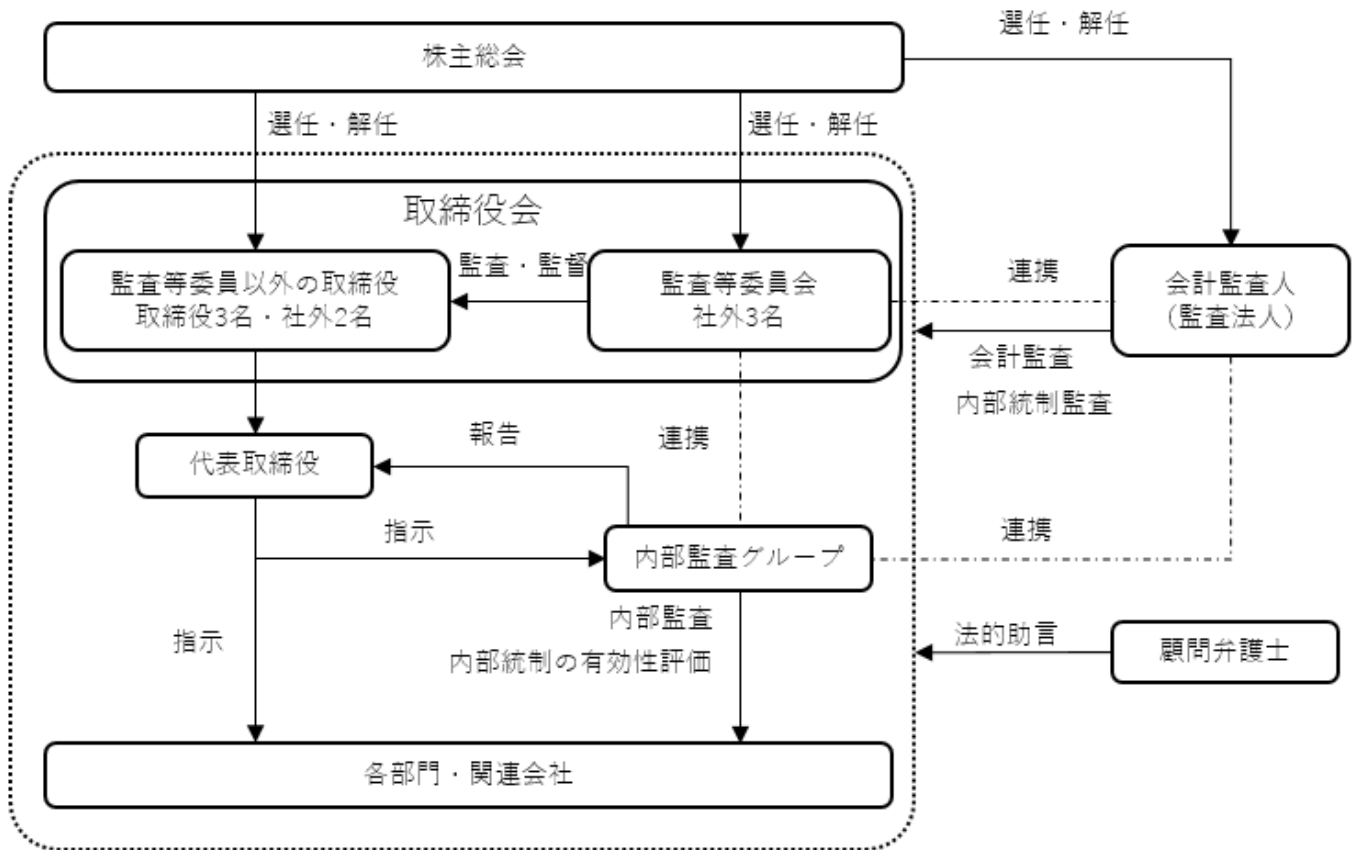 選任・解任
株主総会
選任・解任
選任・解任
取締役会
監査等委員以外の取締役
取締役3名・社外2名
監査・監督
監査等委員会
社外3名
連携
会計監査人
(監査法人)
会計監査
内部統制監査
報告
連携
代表取締役
指示
内部監査グループ
連携
指示
内部監査
内部統制の有効性評価
法的助言
顧問弁護士
各部門・関連会社